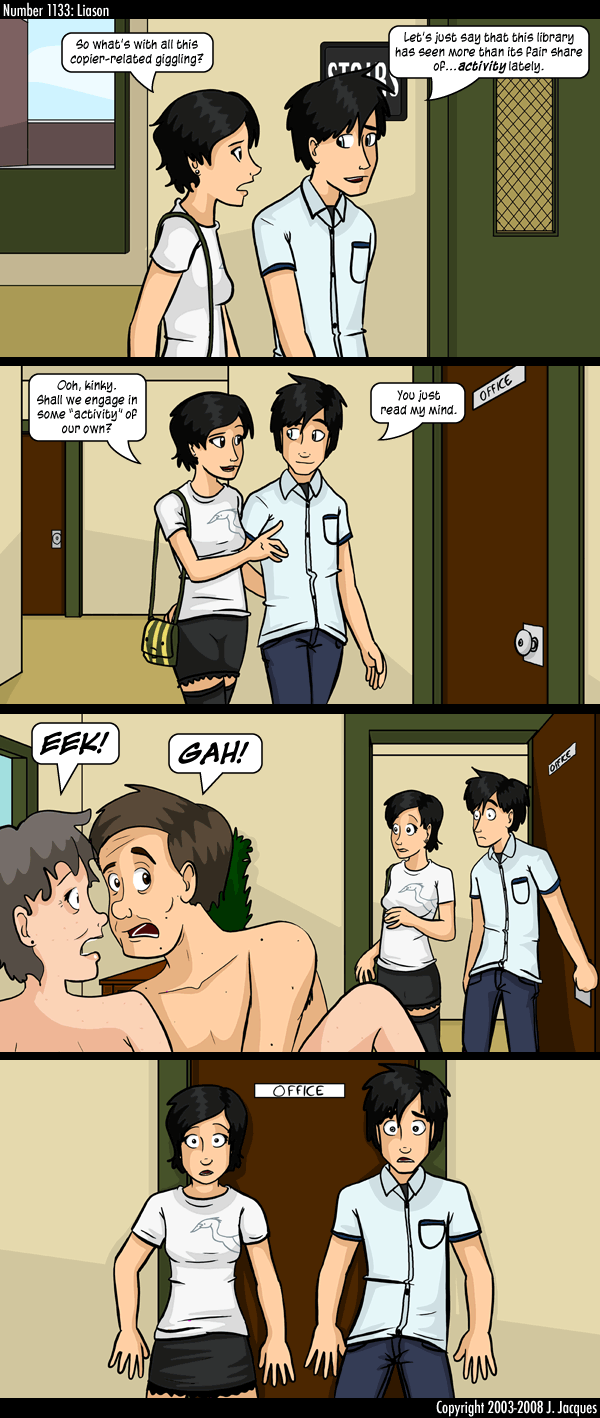 Number 1133: Liason
So what's with all this
copier-related giggling?
Let's just say that this library
has seen more than its fair share
of...activity lately.
STAIRS
Ooh, kinky.
Shall we engage in
some "activity" of
our own?
You just
read my mind.
OFFICE
EEK!
GAH!
OFFICE
OFFICE
Copyright 2003-2008 J. Jacques